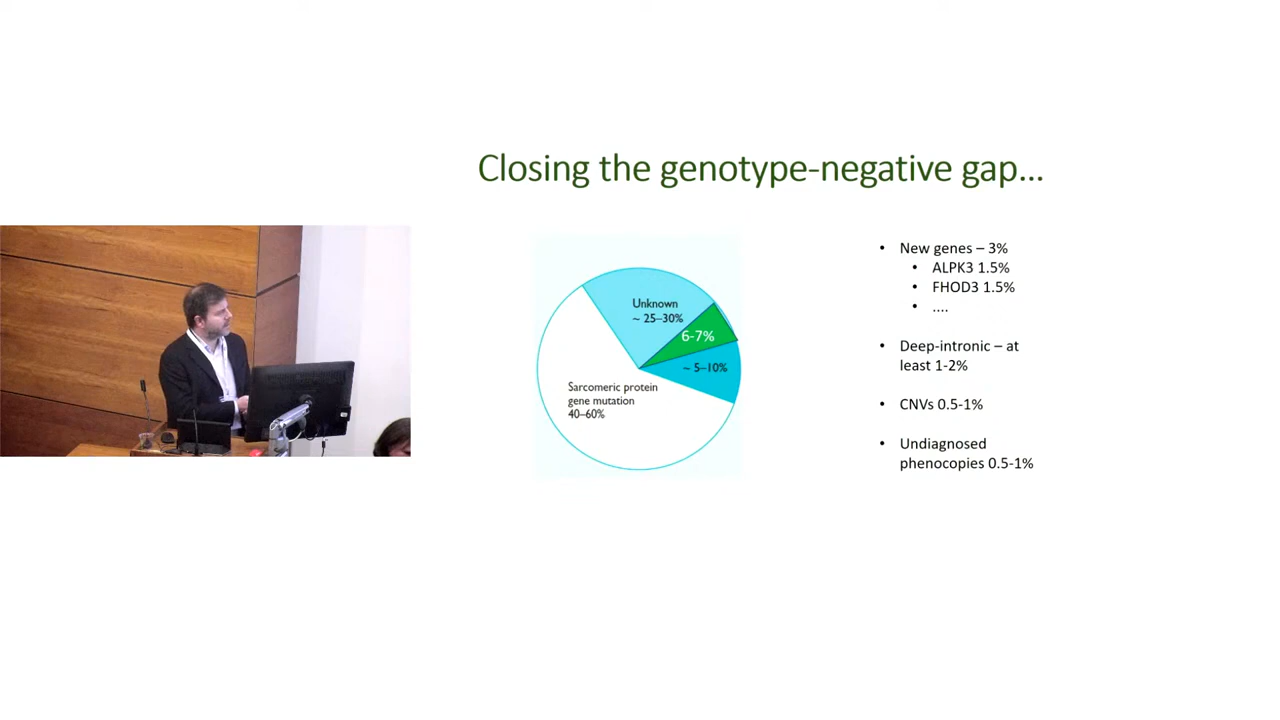 Closing the genotype-negative gap...
Unknown
~ 25–30%
6-7%
~ 5–10%
Sarcomeric protein
gene mutation
40–60%
• New genes – 3%
• ALPK3 1.5%
• FHOD3 1.5%
• ....
• Deep-intronic – at
least 1-2%
• CNVs 0.5-1%
• Undiagnosed
phenocopies 0.5-1%